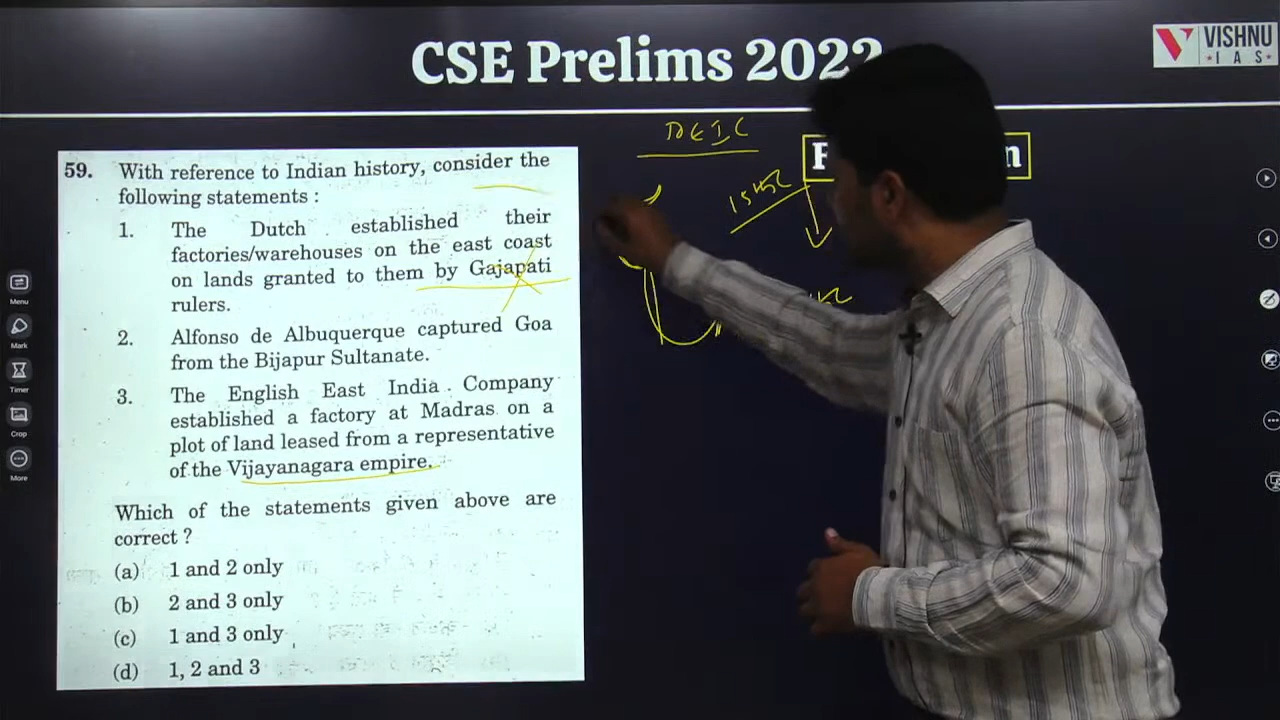 CSE Prelims 2022
VISHNU
IAS
59. With reference to Indian history, consider the
following statements :
1. The Dutch established their
factories/warehouses on the east coast
on lands granted to them by Gajapati
rulers.
2. Alfonso de Albuquerque captured Goa
from the Bijapur Sultanate.
3. The English East India Company
established a factory at Madras on a
plot of land leased from a representative
of the Vijayanagara empire.
Which of the statements given above are
correct ?
(a) 1 and 2 only
(b) 2 and 3 only
(c) 1 and 3 only
(d) 1, 2 and 3
DEIC
Menu
Mark
Timer
Crop
More